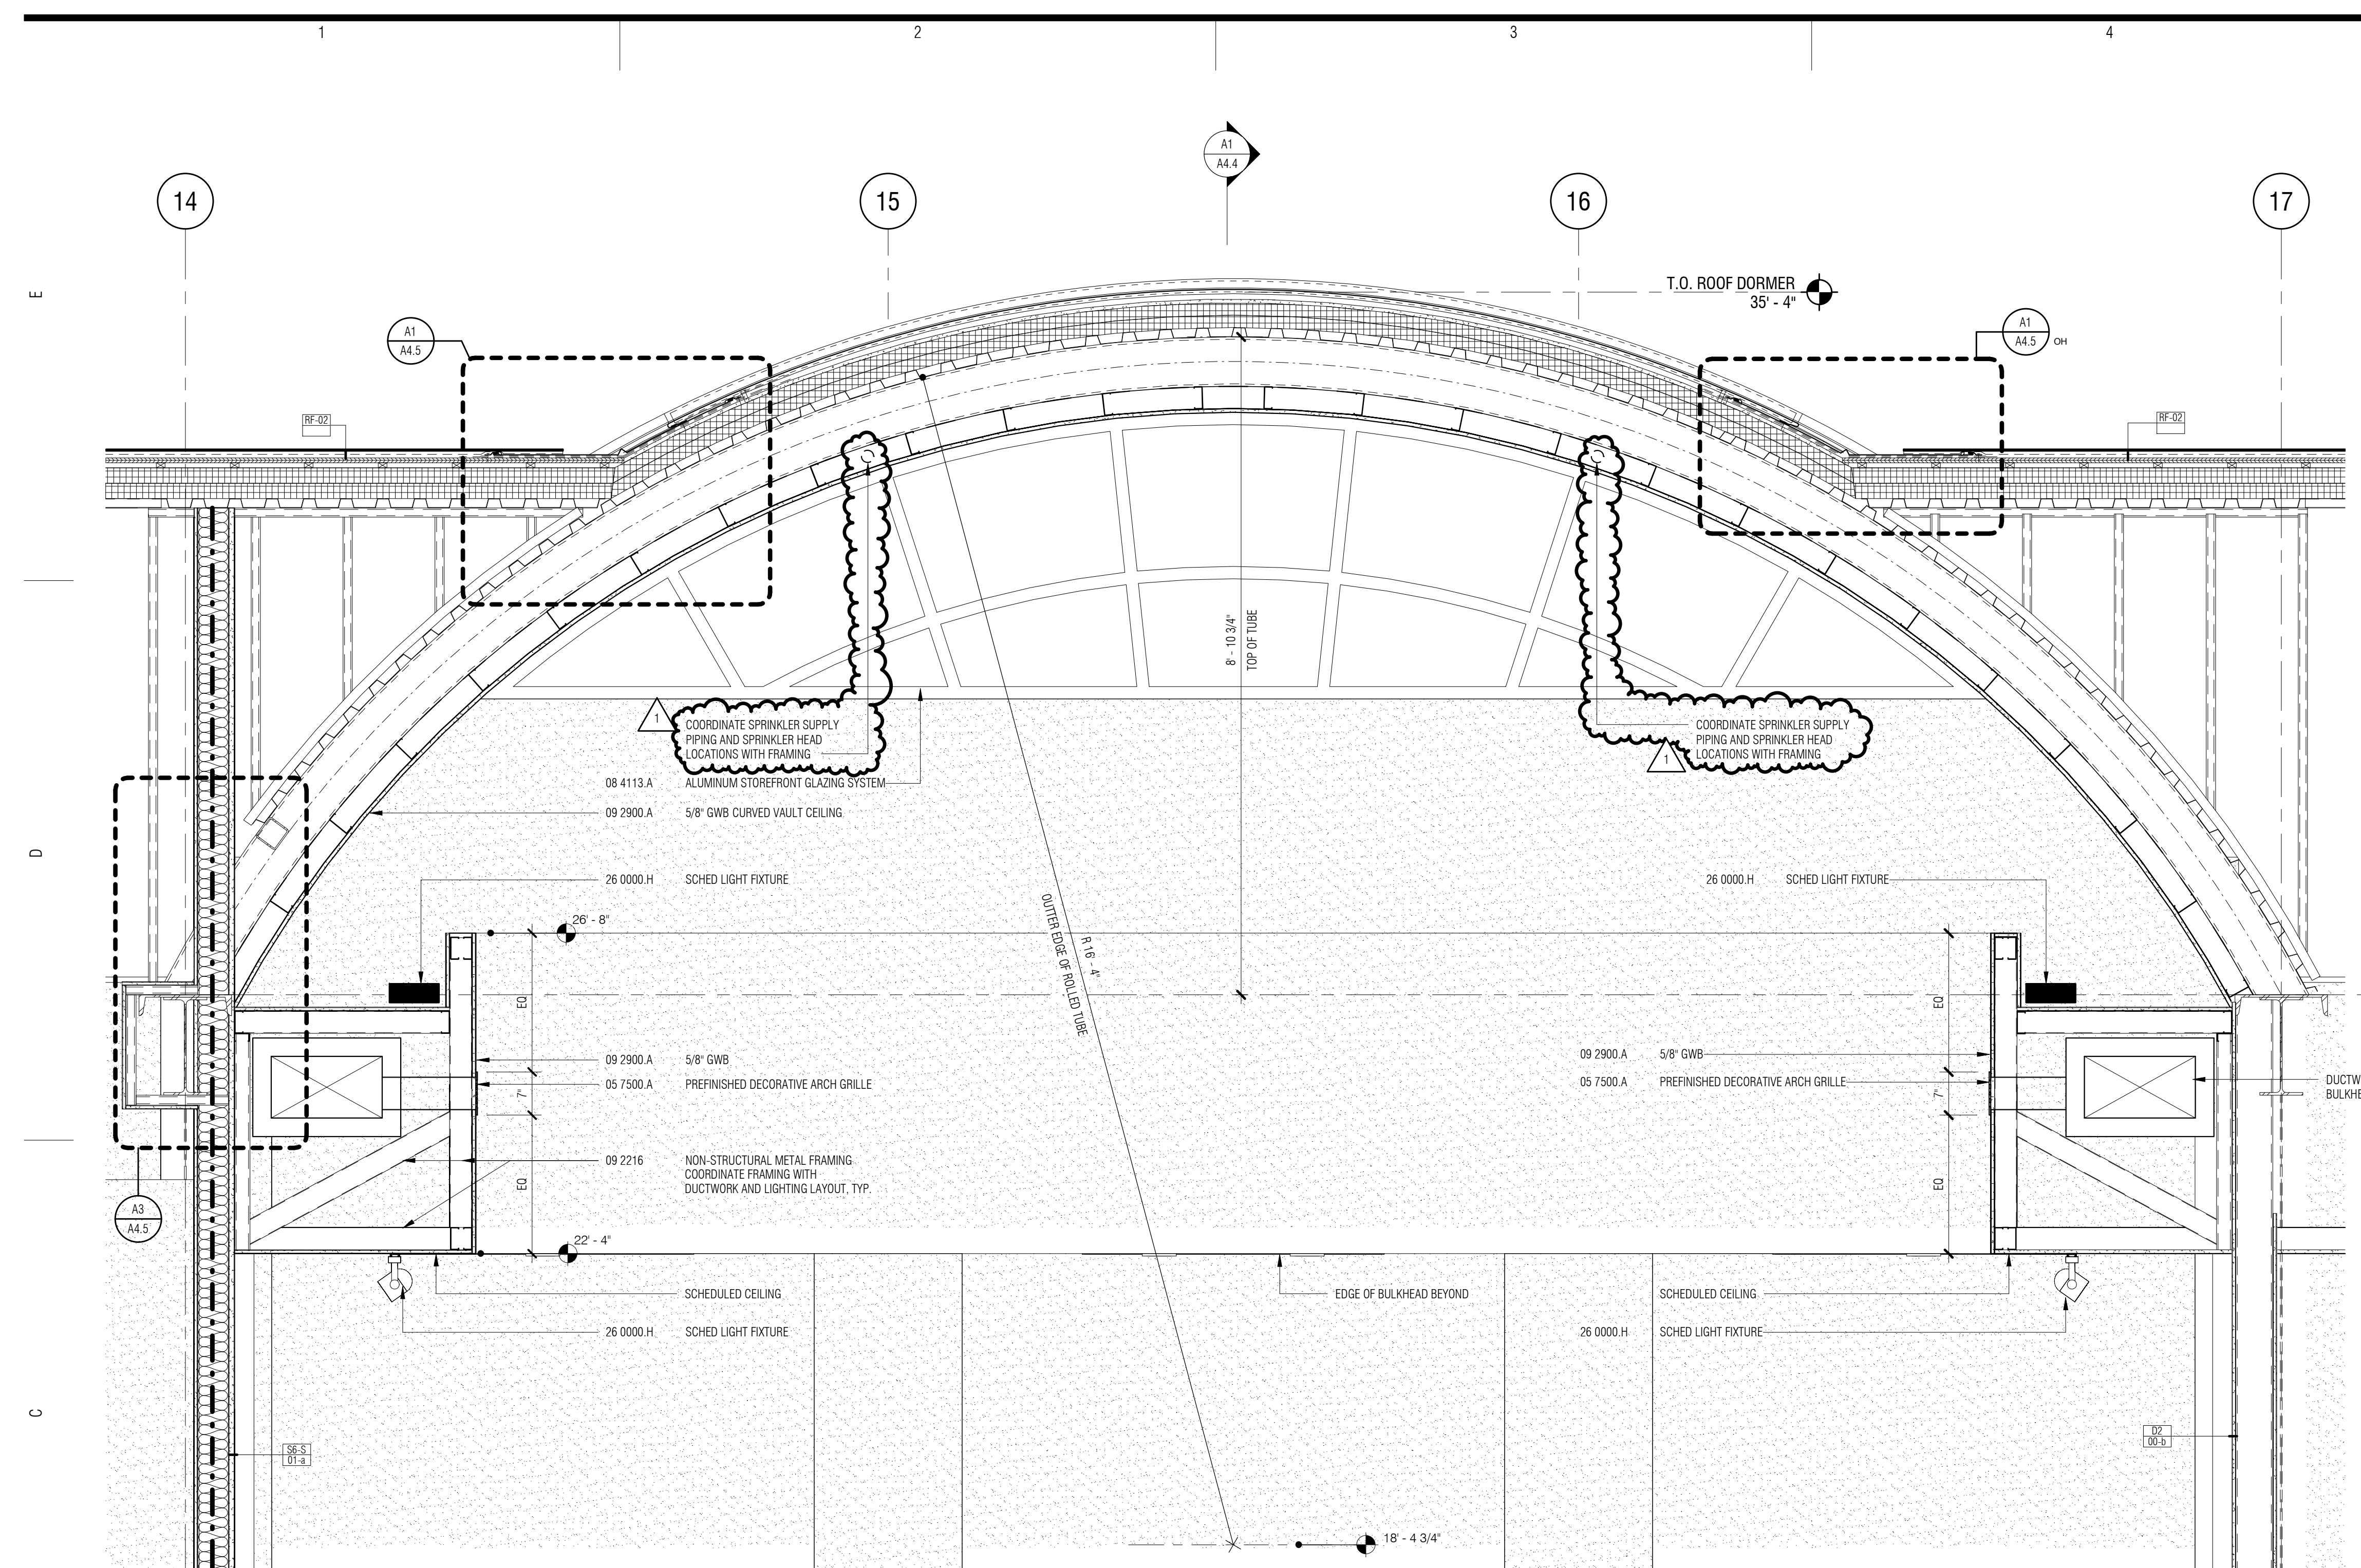 1
2
3
4
E
D
C
14
15
16
17
A1
A4.4
T.O. ROOF DORMER
35' - 4"
A1
A4.5
A1
A4.5
OH
RF-02
RF-02
8' - 10 3/4"
TOP OF TUBE
1
COORDINATE SPRINKLER SUPPLY
PIPING AND SPRINKLER HEAD
LOCATIONS WITH FRAMING
1
COORDINATE SPRINKLER SUPPLY
PIPING AND SPRINKLER HEAD
LOCATIONS WITH FRAMING
08 4113.A ALUMINUM STOREFRONT GLAZING SYSTEM
09 2900.A 5/8" GWB CURVED VAULT CEILING
26 0000.H SCHED LIGHT FIXTURE
26 0000.H SCHED LIGHT FIXTURE
26' - 8"
R 16' - 4"
OUTTER EDGE OF ROLLED TUBE
EQ
7"
EQ
EQ
7"
EQ
09 2900.A 5/8" GWB
05 7500.A PREFINISHED DECORATIVE ARCH GRILLE
09 2900.A 5/8" GWB
05 7500.A PREFINISHED DECORATIVE ARCH GRILLE
DUCTW
BULKHE
09 2216 NON-STRUCTURAL METAL FRAMING
COORDINATE FRAMING WITH
DUCTWORK AND LIGHTING LAYOUT, TYP.
A3
A4.5
22' - 4"
SCHEDULED CEILING
EDGE OF BULKHEAD BEYOND
SCHEDULED CEILING
26 0000.H SCHED LIGHT FIXTURE
26 0000.H SCHED LIGHT FIXTURE
S6-S
01-a
D2
00-b
18' - 4 3/4"